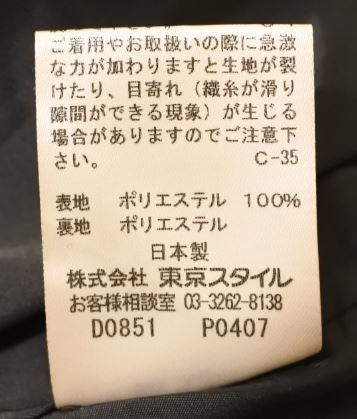 ご着用やお取扱いの際に急激
な力が加わりますと生地が裂
けたり、目寄れ（織糸が滑り
隙間ができる現象）が生じる
場合がありますのでご注意下
さい。 C-35
表地 ポリエステル 100%
裏地 ポリエステル
日本製
株式会社 東京スタイル
お客様相談室 03-3262-8138
D0851 P0407